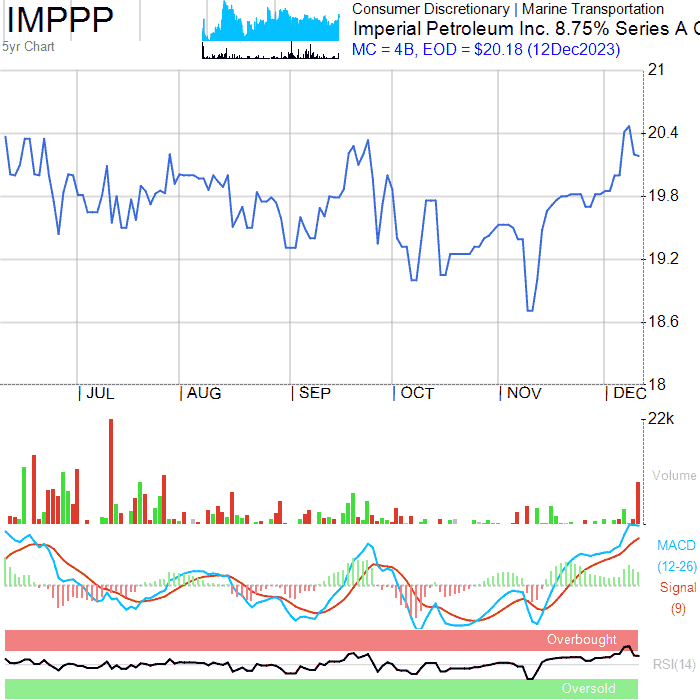 IMPPP
5yr Chart
Consumer Discretionary | Marine Transportation
Imperial Petroleum Inc. 8.75% Series A C
MC = 4B, EOD = $20.18 (12Dec2023)
21
20.4
19.8
19.2
18.6
18
| JUL | AUG | SEP | OCT | NOV | DEC
22k
Volume
MACD
(12-26)
Signal
(9)
Overbought
RSI(14)
Oversold